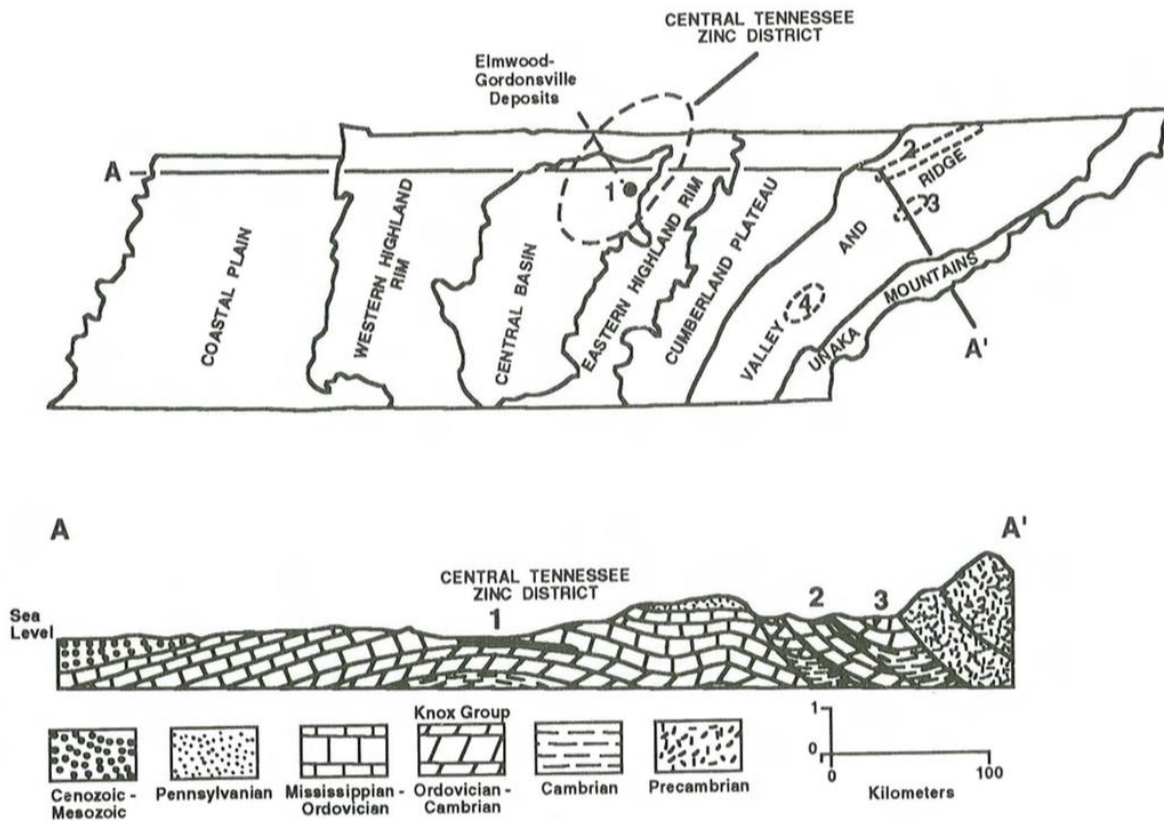 CENTRAL TENNESSEE
ZINC DISTRICT
Elmwood-
Gordonsville
Deposits
A
1
2
3
4
COASTAL PLAIN
WESTERN HIGHLAND
RIM
CENTRAL BASIN
EASTERN HIGHLAND RIM
CUMBERLAND PLATEAU
VALLEY AND RIDGE
UNAKA MOUNTAINS
A'
A
A'
CENTRAL TENNESSEE
ZINC DISTRICT
1
2
3
Sea
Level
Knox Group
Cenozoic -
Mesozoic
Pennsylvanian
Mississippian -
Ordovician
Ordovician -
Cambrian
Cambrian
Precambrian
1
0
0
100
Kilometers